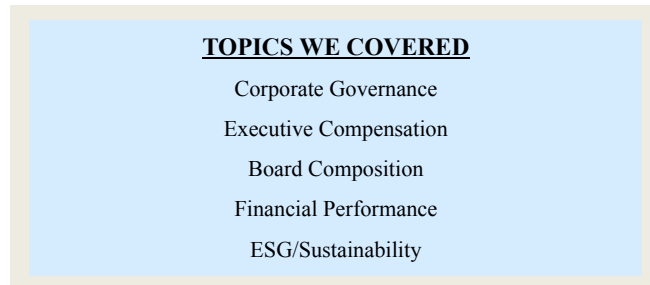 TOPICS WE COVERED
Corporate Governance
Executive Compensation
Board Composition
Financial Performance
ESG/Sustainability